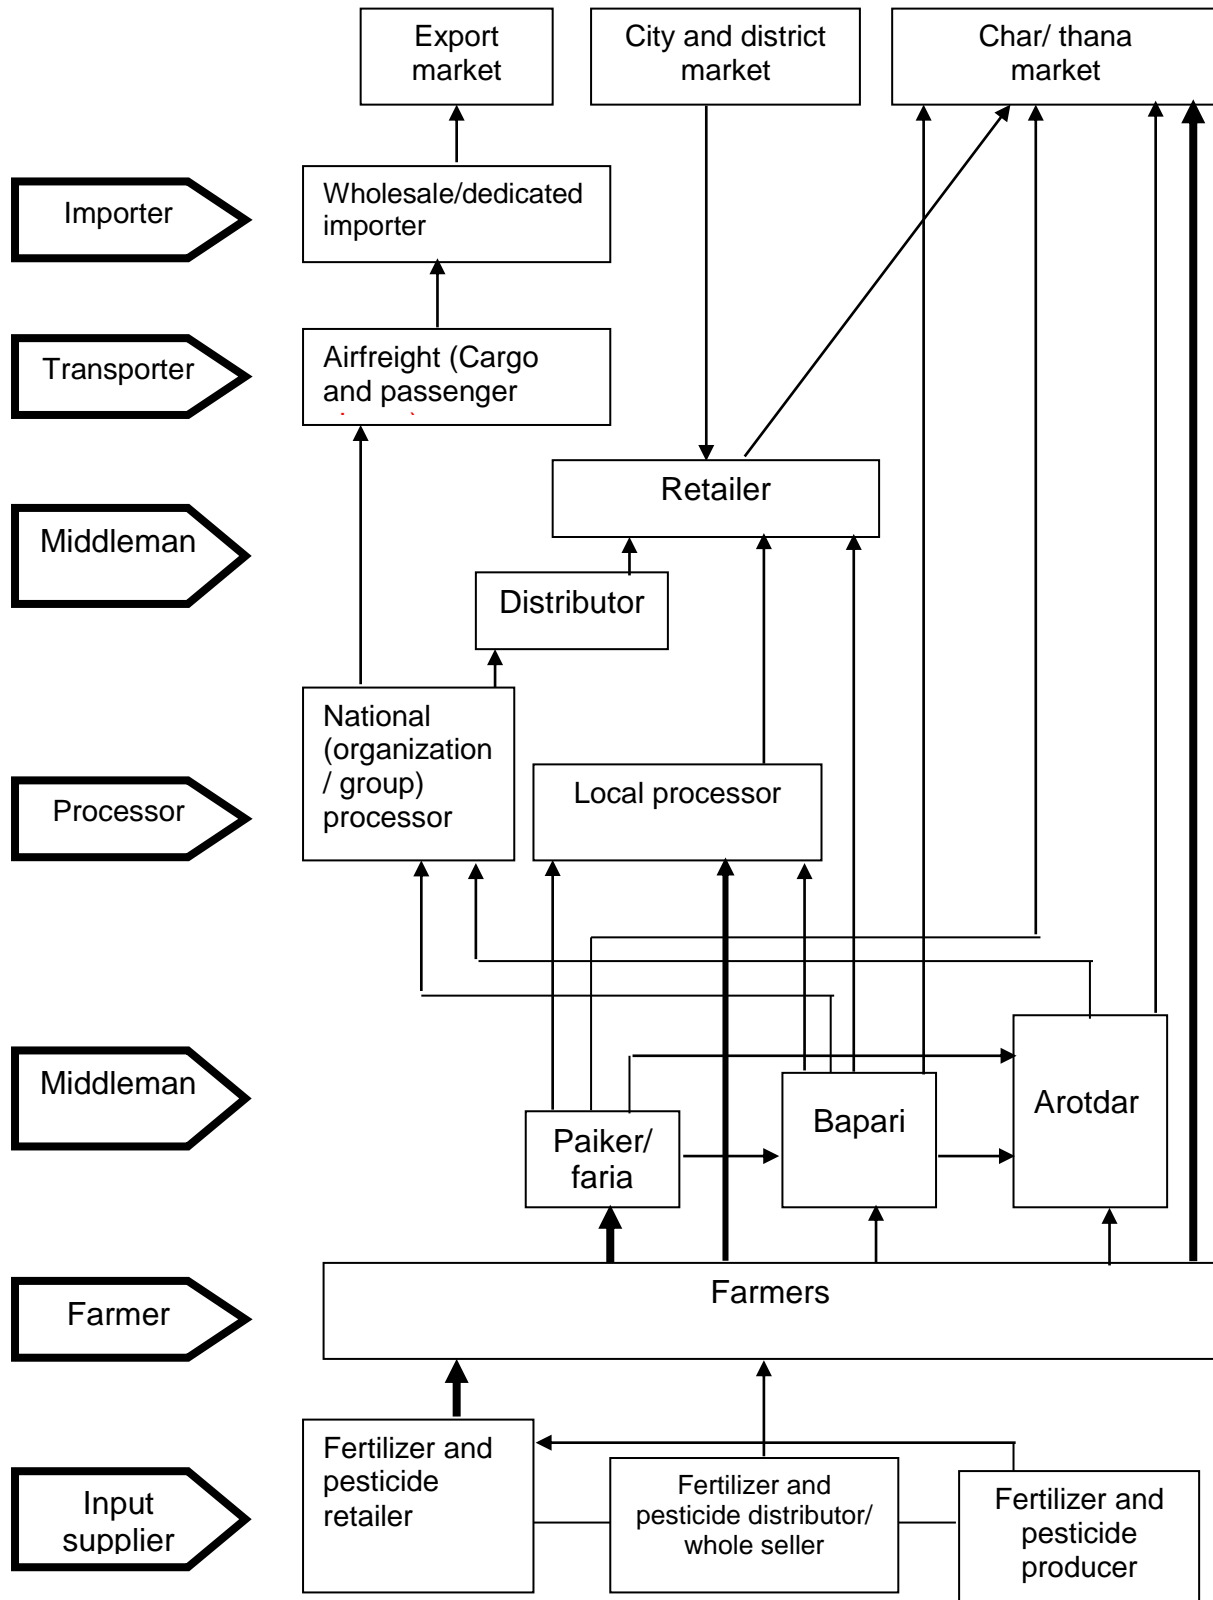 Export
market
City and district
market
Char/ thana
market
Importer
Wholesale/dedicated
importer
Transporter
Airfreight (Cargo
and passenger
Retailer
Middleman
Distributor
National
(organization
/ group)
processor
Processor
Local processor
Middleman
Paiker/
faria
Bapari
Arotdar
Farmer
Farmers
Input
supplier
Fertilizer and
pesticide
retailer
Fertilizer and
pesticide distributor/
whole seller
Fertilizer and
pesticide
producer